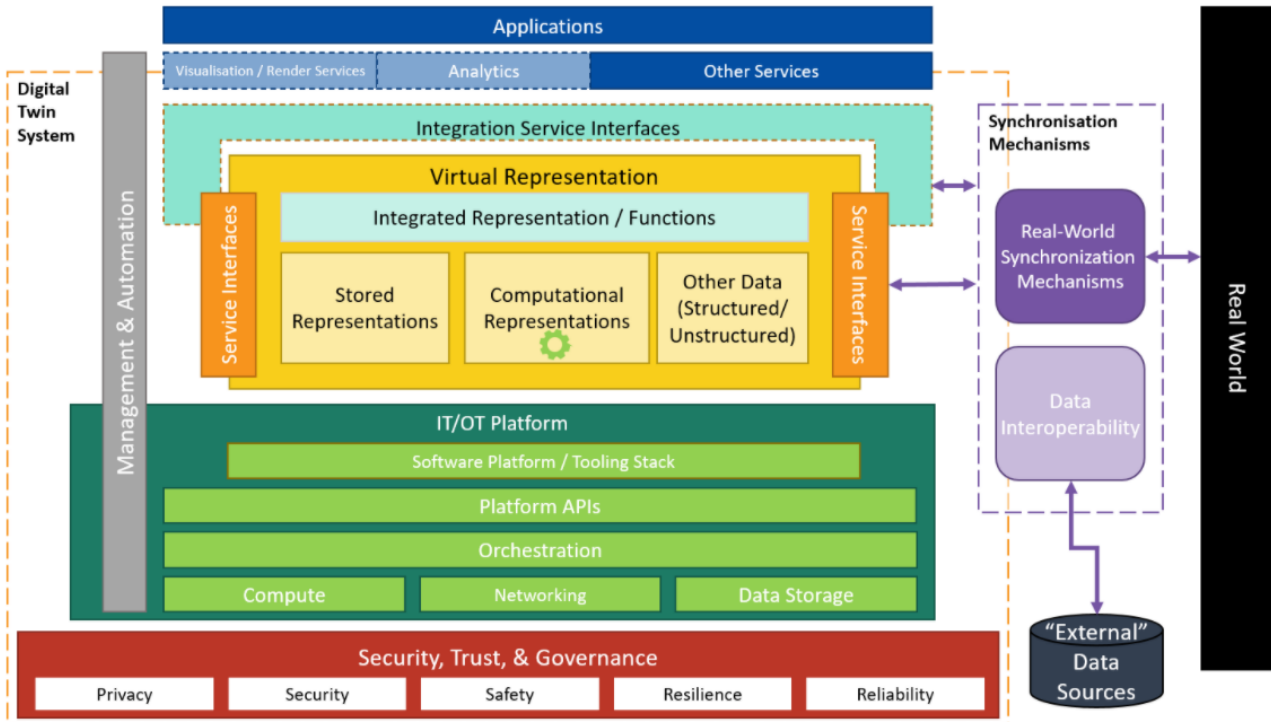 Applications
Visualisation / Render Services
Analytics
Other Services
Digital
Twin
System
Management & Automation
Integration Service Interfaces
Virtual Representation
Integrated Representation / Functions
Service Interfaces
Stored
Representations
Computational
Representations
Other Data
(Structured/
Unstructured)
Service Interfaces
Synchronisation
Mechanisms
Real-World
Synchronization
Mechanisms
Data
Interoperability
Real World
IT/OT Platform
Software Platform / Tooling Stack
Platform APIs
Orchestration
Compute
Networking
Data Storage
"External"
Data
Sources
Security, Trust, & Governance
Privacy
Security
Safety
Resilience
Reliability